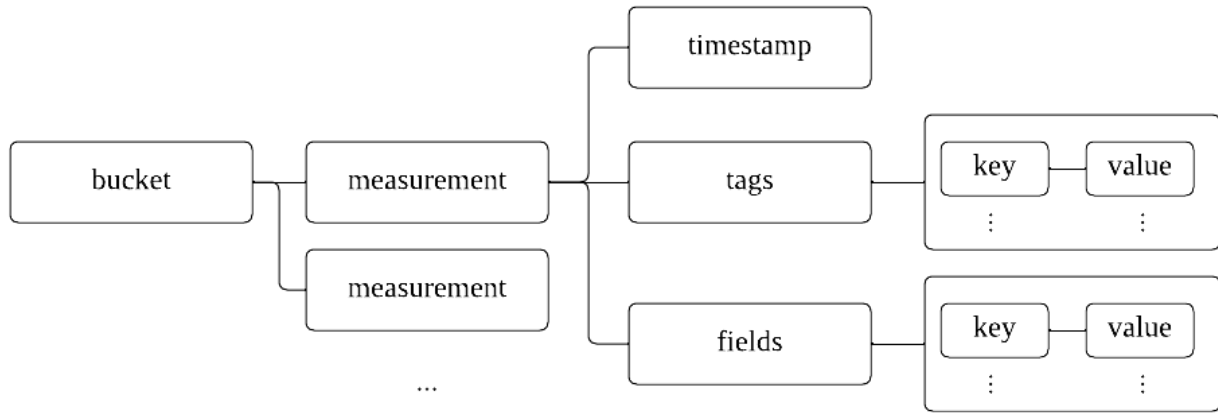 timestamp
bucket
measurement
tags
key
value
⋮
⋮
measurement
fields
key
value
⋮
⋮
...